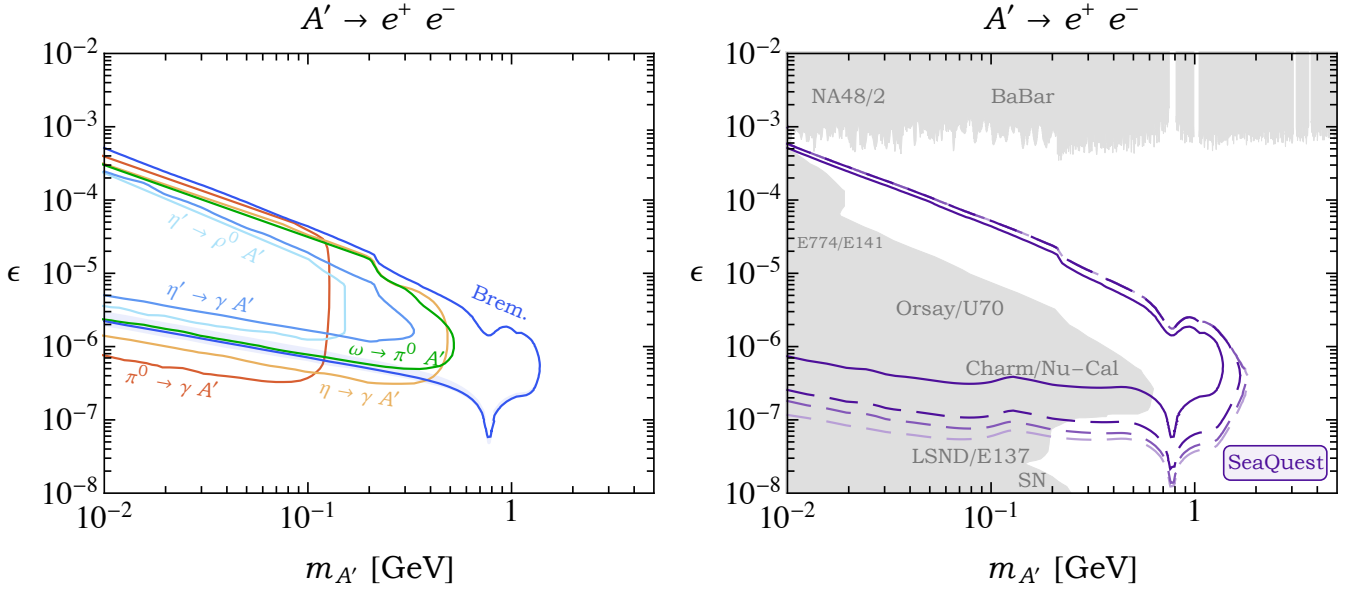 A′ → e⁺ e⁻
10⁻²
10⁻³
10⁻⁴
10⁻⁵
10⁻⁶
10⁻⁷
10⁻⁸
ϵ
η′ → ρ⁰ A′
η′ → γ A′
Brem.
ω → π⁰ A′
π⁰ → γ A′
η → γ A′
10⁻² 10⁻¹ 1
m_A′ [GeV]
A′ → e⁺ e⁻
10⁻²
10⁻³
10⁻⁴
10⁻⁵
10⁻⁶
10⁻⁷
10⁻⁸
ϵ
NA48/2 BaBar
E774/E141
Orsay/U70
Charm/Nu−Cal
LSND/E137
SN
SeaQuest
10⁻² 10⁻¹ 1
m_A′ [GeV]